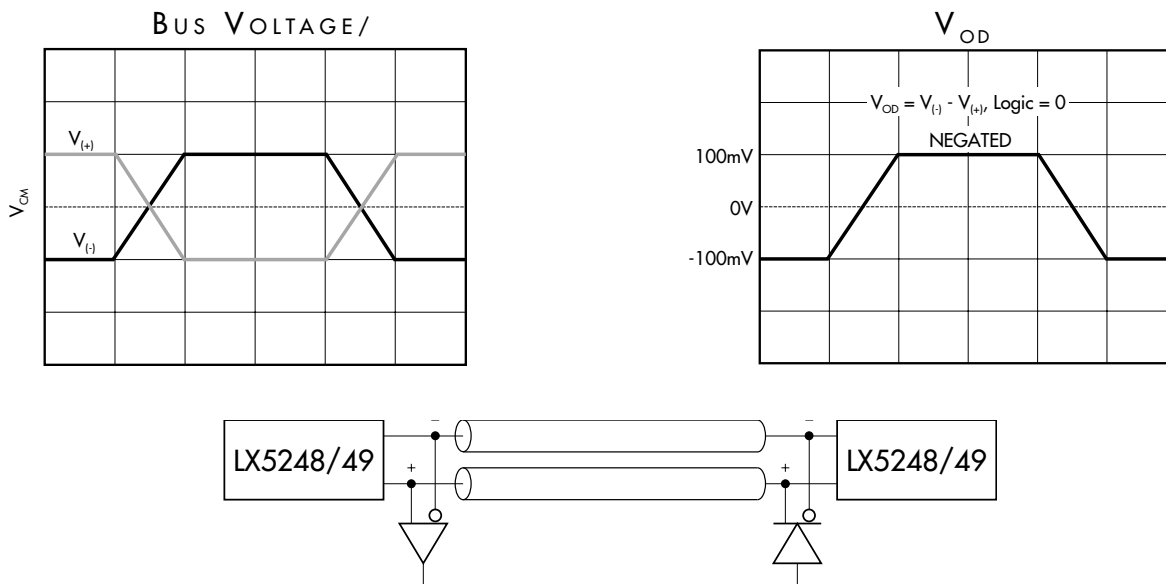 BUS VOLTAGE/
V(+)
V(-)
VCM
VOD
VOD = V(-) - V(+), Logic = 0
NEGATED
100mV
0V
-100mV
LX5248/49
–
+
–
+
LX5248/49